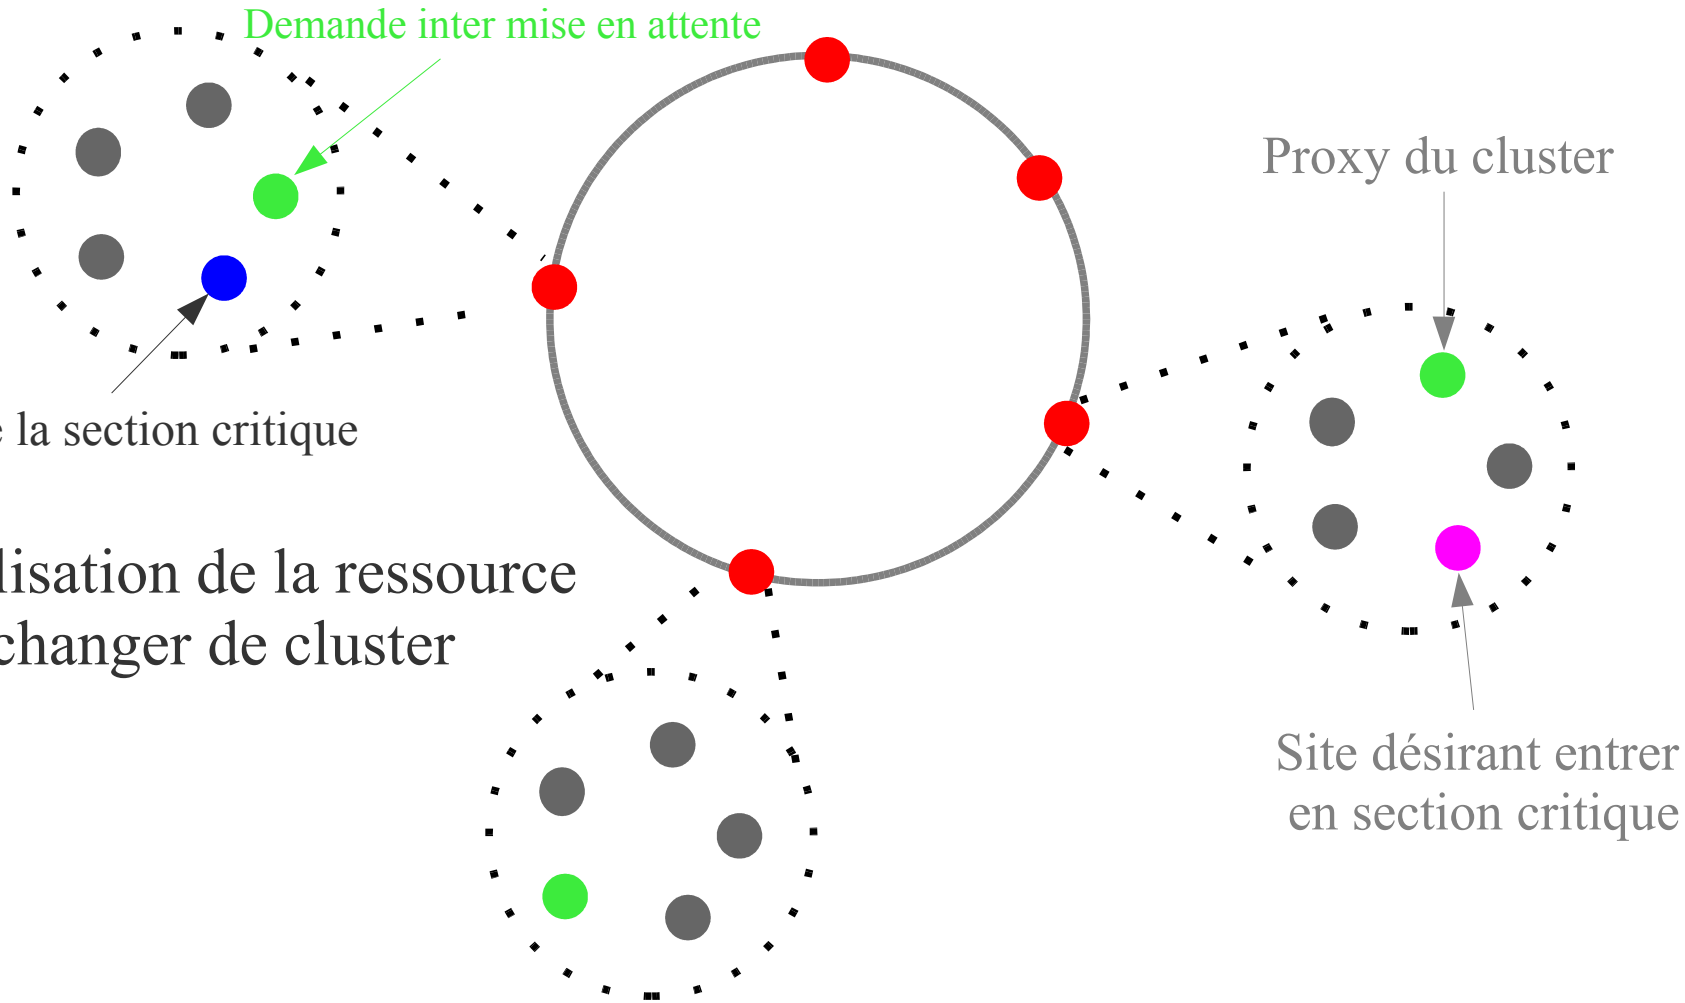 Demande inter mise en attente
Proxy du cluster
la section critique
de la ressource
changer de cluster
Site désirant entrer
en section critique